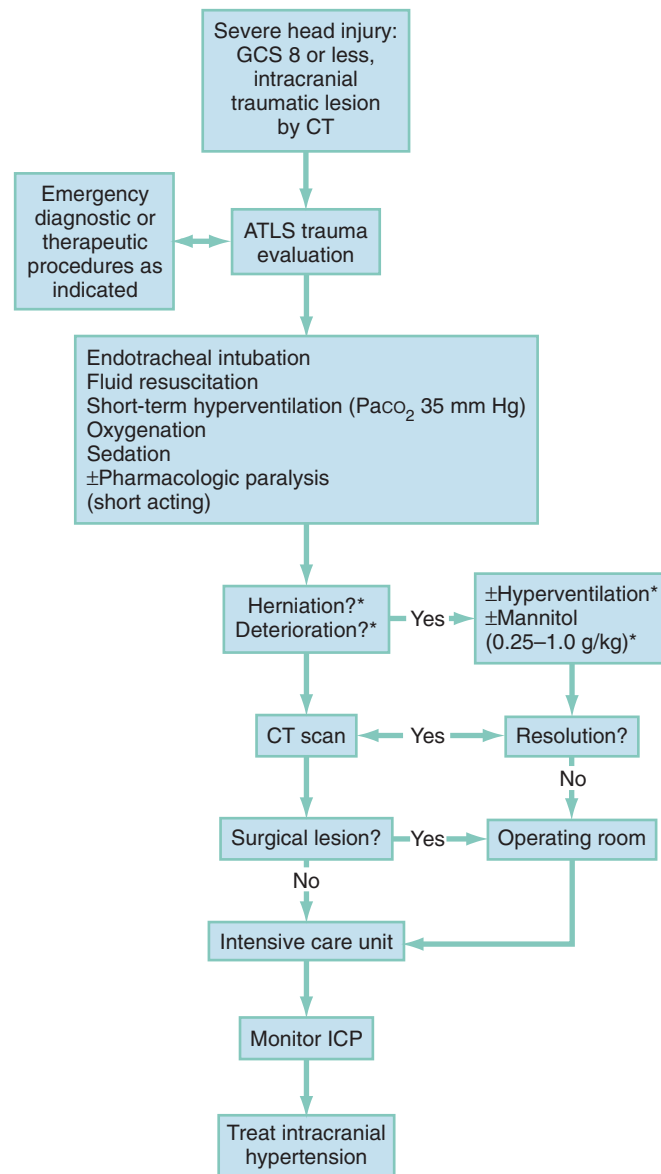 Severe head injury:
GCS 8 or less,
intracranial
traumatic lesion
by CT
Emergency
diagnostic or
therapeutic
procedures as
indicated
ATLS trauma
evaluation
Endotracheal intubation
Fluid resuscitation
Short-term hyperventilation (PaCO₂ 35 mm Hg)
Oxygenation
Sedation
±Pharmacologic paralysis
(short acting)
Herniation?*
Deterioration?*
Yes
±Hyperventilation*
±Mannitol
(0.25–1.0 g/kg)*
CT scan
Yes
Resolution?
No
Surgical lesion?
Yes
Operating room
No
Intensive care unit
Monitor ICP
Treat intracranial
hypertension